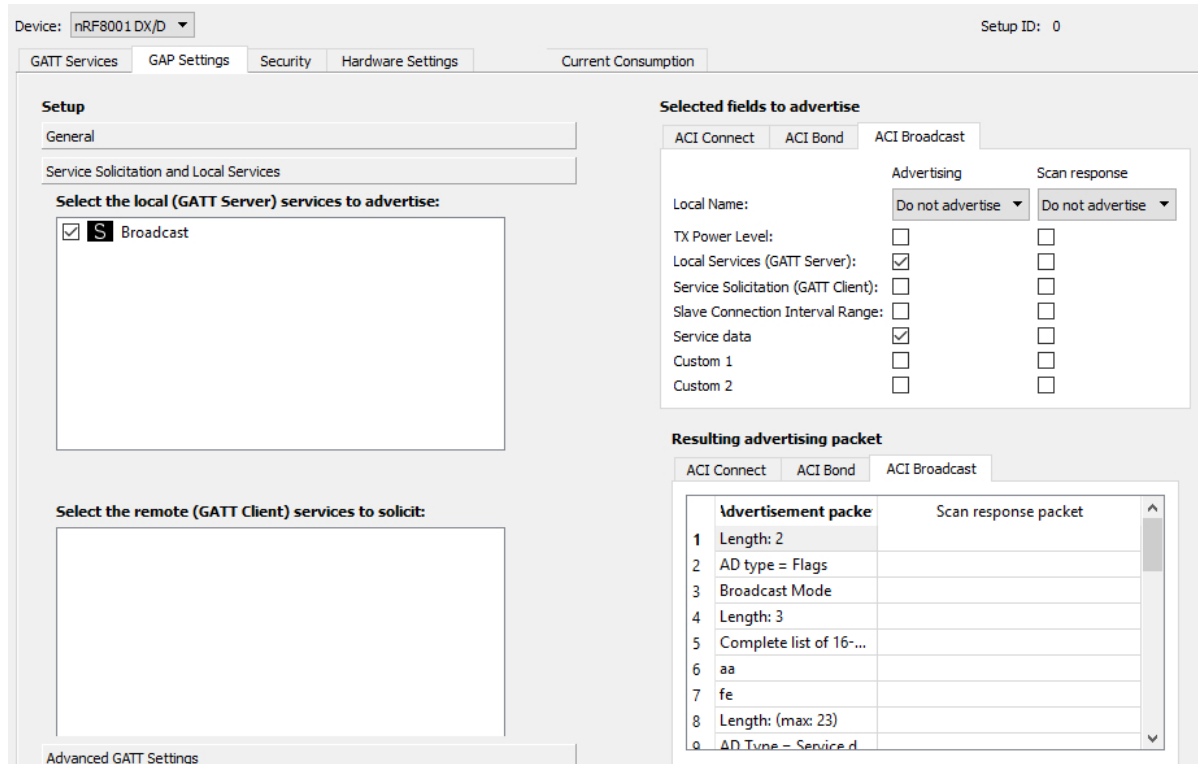 Device: nRF8001 DX/D Setup ID: 0
GATT Services GAP Settings Security Hardware Settings Current Consumption
Setup
General
Service Solicitation and Local Services
Select the local (GATT Server) services to advertise:
S Broadcast
Select the remote (GATT Client) services to solicit:
Advanced GATT Settings
Selected fields to advertise
ACI Connect ACI Bond ACI Broadcast
Advertising Scan response
Local Name: Do not advertise Do not advertise
TX Power Level:
Local Services (GATT Server):
Service Solicitation (GATT Client):
Slave Connection Interval Range:
Service data
Custom 1
Custom 2
Resulting advertising packet
ACI Connect ACI Bond ACI Broadcast
Advertisement packe Scan response packet
1 Length: 2
2 AD type = Flags
3 Broadcast Mode
4 Length: 3
5 Complete list of 16-...
6 aa
7 fe
8 Length: (max: 23)
9 AD Type = Service d...